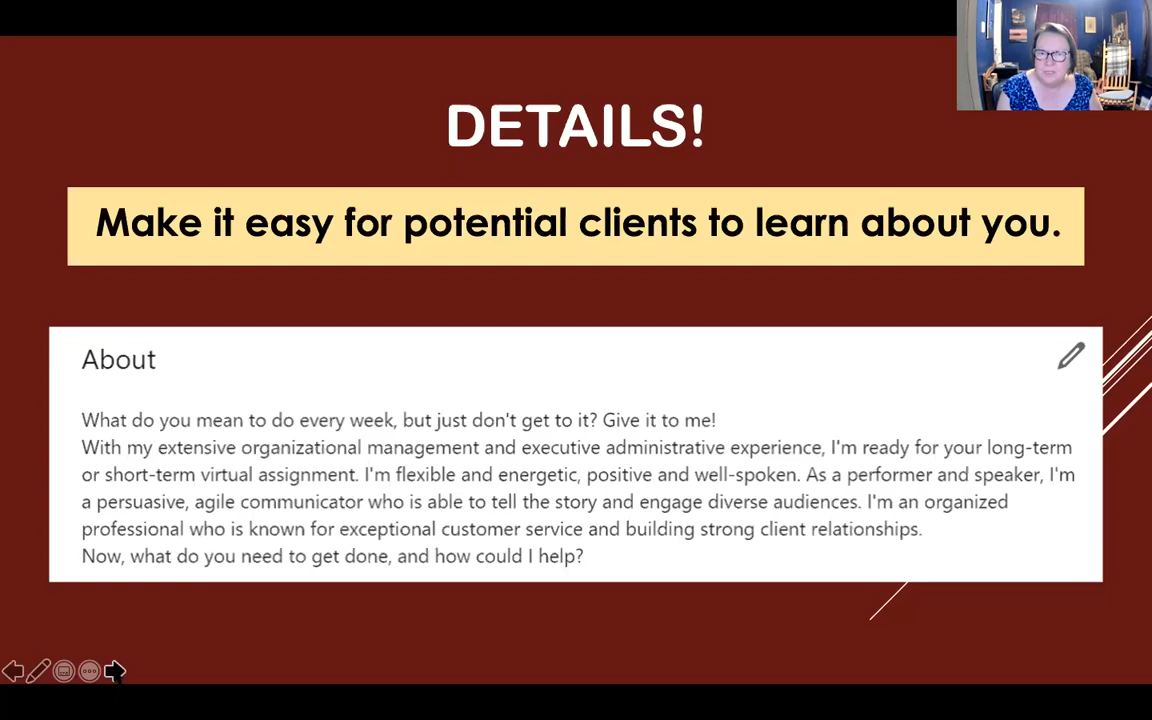 DETAILS!
Make it easy for potential clients to learn about you.
About
What do you mean to do every week, but just don't get to it? Give it to me!
With my extensive organizational management and executive administrative experience, I'm ready for your long-term
or short-term virtual assignment. I'm flexible and energetic, positive and well-spoken. As a performer and speaker, I'm
a persuasive, agile communicator who is able to tell the story and engage diverse audiences. I'm an organized
professional who is known for exceptional customer service and building strong client relationships.
Now, what do you need to get done, and how could I help?